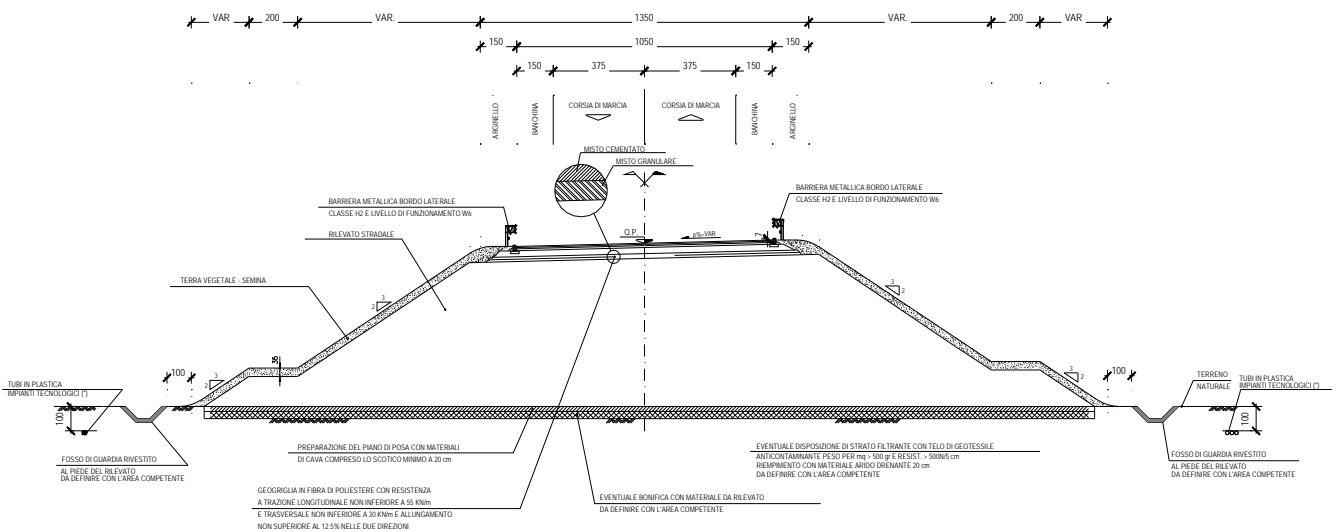 VAR
200
VAR.
1350
VAR.
200
VAR
150
1050
150
150
375
375
150
ARGINELLO
BANCHINA
CORSIA DI MARCIA
CORSIA DI MARCIA
BANCHINA
ARGINELLO
MISTO CEMENTATO
MISTO GRANULARE
BARRIERA METALLICA BORDO LATERALE
CLASSE H2 E LIVELLO DI FUNZIONAMENTO W6
BARRIERA METALLICA BORDO LATERALE
CLASSE H2 E LIVELLO DI FUNZIONAMENTO W6
RILEVATO STRADALE
Q.P.
p%=VAR
7
TERRA VEGETALE - SEMINA
3
2
3
2
35
3
2
3
2
100
100
TUBI IN PLASTICA
IMPIANTI TECNOLOGICI (*)
100
TERRENO
NATURALE
TUBI IN PLASTICA
IMPIANTI TECNOLOGICI (*)
100
FOSSO DI GUARDIA RIVESTITO
AL PIEDE DEL RILEVATO
DA DEFINIRE CON L'AREA COMPETENTE
PREPARAZIONE DEL PIANO DI POSA CON MATERIALI
DI CAVA COMPRESO LO SCOTICO MINIMO A 20 cm
EVENTUALE DISPOSIZIONE DI STRATO FILTRANTE CON TELO DI GEOTESSILE
ANTICONTAMINANTE PESO PER mq > 500 gr E RESIST. > 500N/5 cm
RIEMPIMENTO CON MATERIALE ARIDO DRENANTE 20 cm
DA DEFINIRE CON L'AREA COMPETENTE
FOSSO DI GUARDIA RIVESTITO
AL PIEDE DEL RILEVATO
DA DEFINIRE CON L'AREA COMPETENTE
GEOGRIGLIA IN FIBRA DI POLIESTERE CON RESISTENZA
A TRAZIONE LONGITUDINALE NON INFERIORE A 55 KN/m
E TRASVERSALE NON INFERIORE A 30 KN/m E ALLUNGAMENTO
NON SUPERIORE AL 12.5% NELLE DUE DIREZIONI
EVENTUALE BONIFICA CON MATERIALE DA RILEVATO
DA DEFINIRE CON L'AREA COMPETENTE